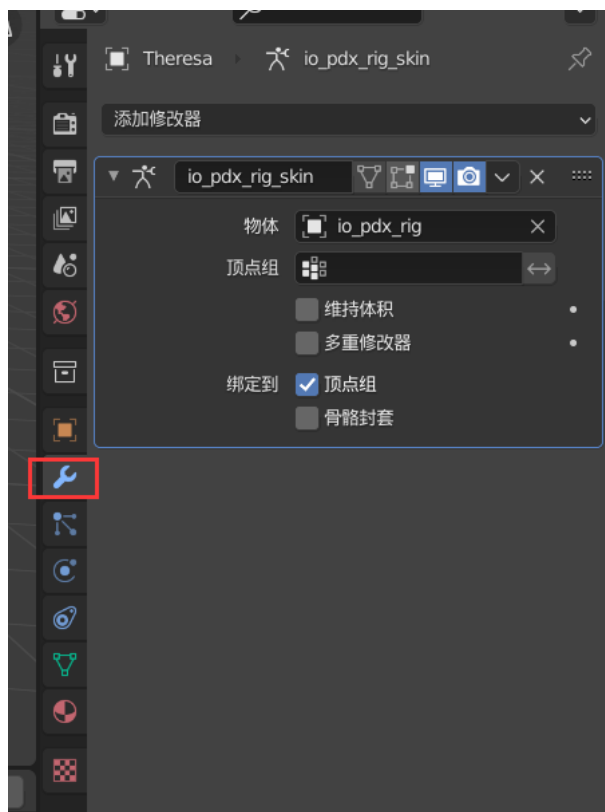 Theresa io_pdx_rig_skin
添加修改器
io_pdx_rig_skin
物体 io_pdx_rig
顶点组
维持体积
多重修改器
绑定到 顶点组
骨骼封套